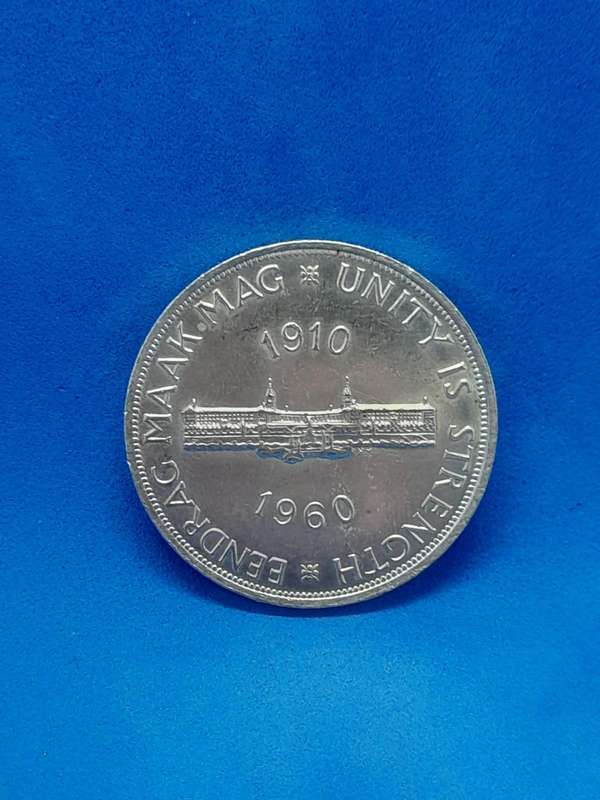 EENDRAG MAAK MAG
UNITY IS STRENGTH
1910
1960